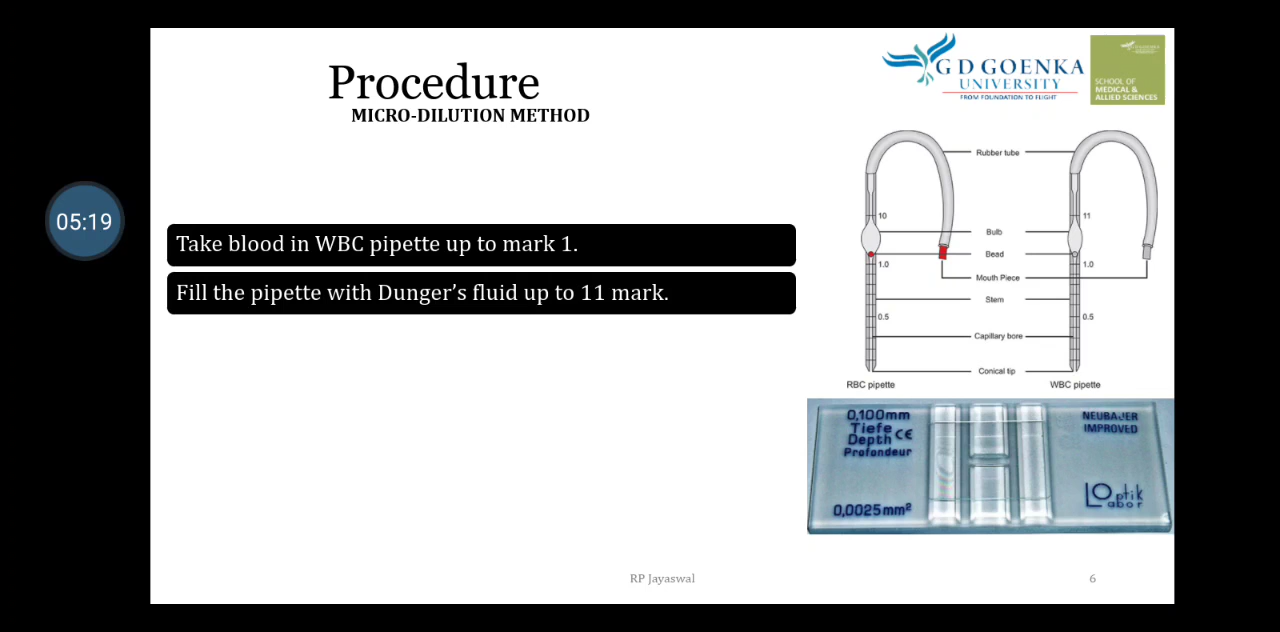 Procedure
MICRO-DILUTION METHOD
G D GOENKA
UNIVERSITY
FROM FOUNDATION TO FLIGHT
SCHOOL OF
MEDICAL &
ALLIED SCIENCES
05:19
Take blood in WBC pipette up to mark 1.
Fill the pipette with Dunger’s fluid up to 11 mark.
Rubber tube
10
11
Bulb
Bead
1.0
1.0
Mouth Piece
Stem
0.5
0.5
Capillary bore
Conical tip
RBC pipette
WBC pipette
0,100mm
Tiefe
Depth CE
Profondeur
0,0025mm²
NEUBAUER
IMPROVED
Optik
Labor
RP Jayaswal
6